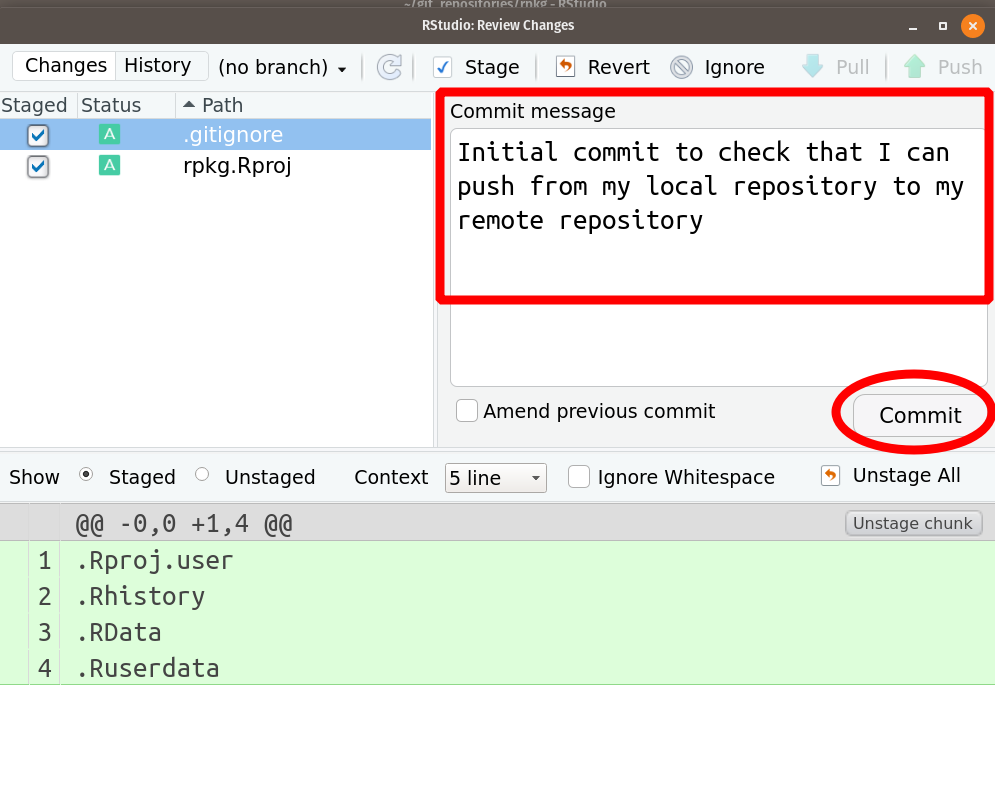 ~/git_repositories/rpkg - RStudio
RStudio: Review Changes
Changes History (no branch) Stage Revert Ignore Pull Push
Staged Status Path
Commit message
A .gitignore
A rpkg.Rproj
Initial commit to check that I can
push from my local repository to my
remote repository
Amend previous commit
Commit
Show Staged Unstaged Context 5 line Ignore Whitespace Unstage All
@@ -0,0 +1,4 @@ Unstage chunk
1 .Rproj.user
2 .Rhistory
3 .RData
4 .Ruserdata